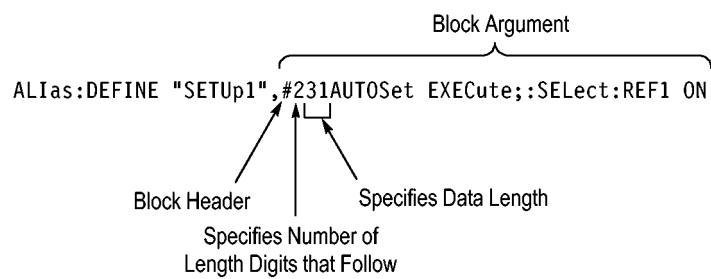 Block Argument
ALIas:DEFINE "SETUp1",#231AUTOSet EXECute;:SELect:REF1 ON
Block Header
Specifies Data Length
Specifies Number of
Length Digits that Follow